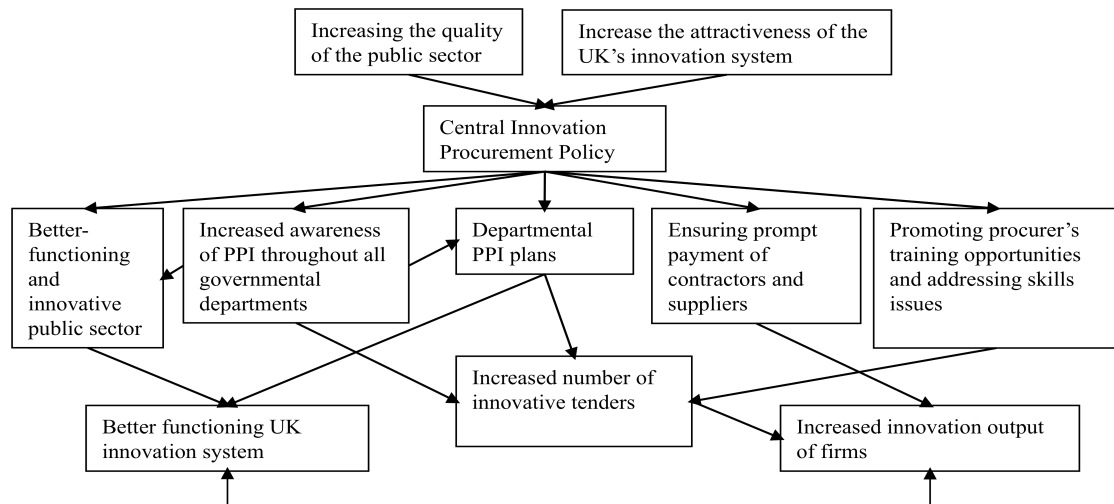 Increasing the quality
of the public sector
Increase the attractiveness of the
UK’s innovation system
Central Innovation
Procurement Policy
Better-
functioning
and
innovative
public sector
Increased awareness
of PPI throughout all
governmental
departments
Departmental
PPI plans
Ensuring prompt
payment of
contractors and
suppliers
Promoting procurer’s
training opportunities
and addressing skills
issues
Increased number of
innovative tenders
Better functioning UK
innovation system
Increased innovation output
of firms